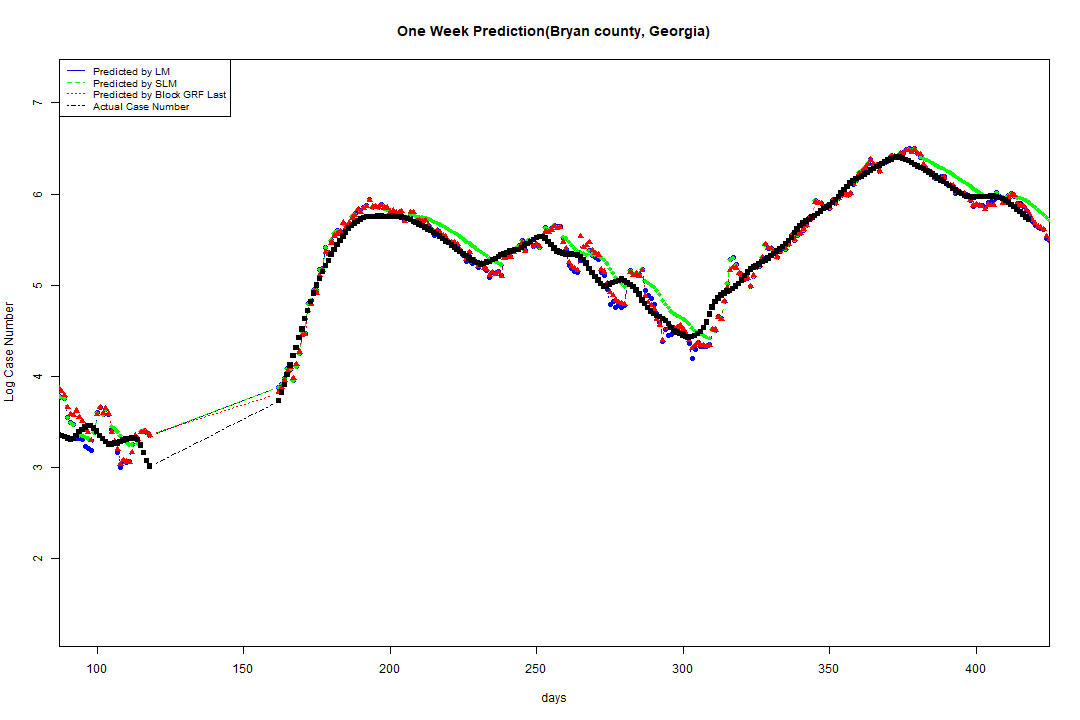 One Week Prediction(Bryan county, Georgia)
Predicted by LM
Predicted by SLM
Predicted by Block GRF Last
Actual Case Number
7
6
5
4
3
2
Log Case Number
100 150 200 250 300 350 400
days